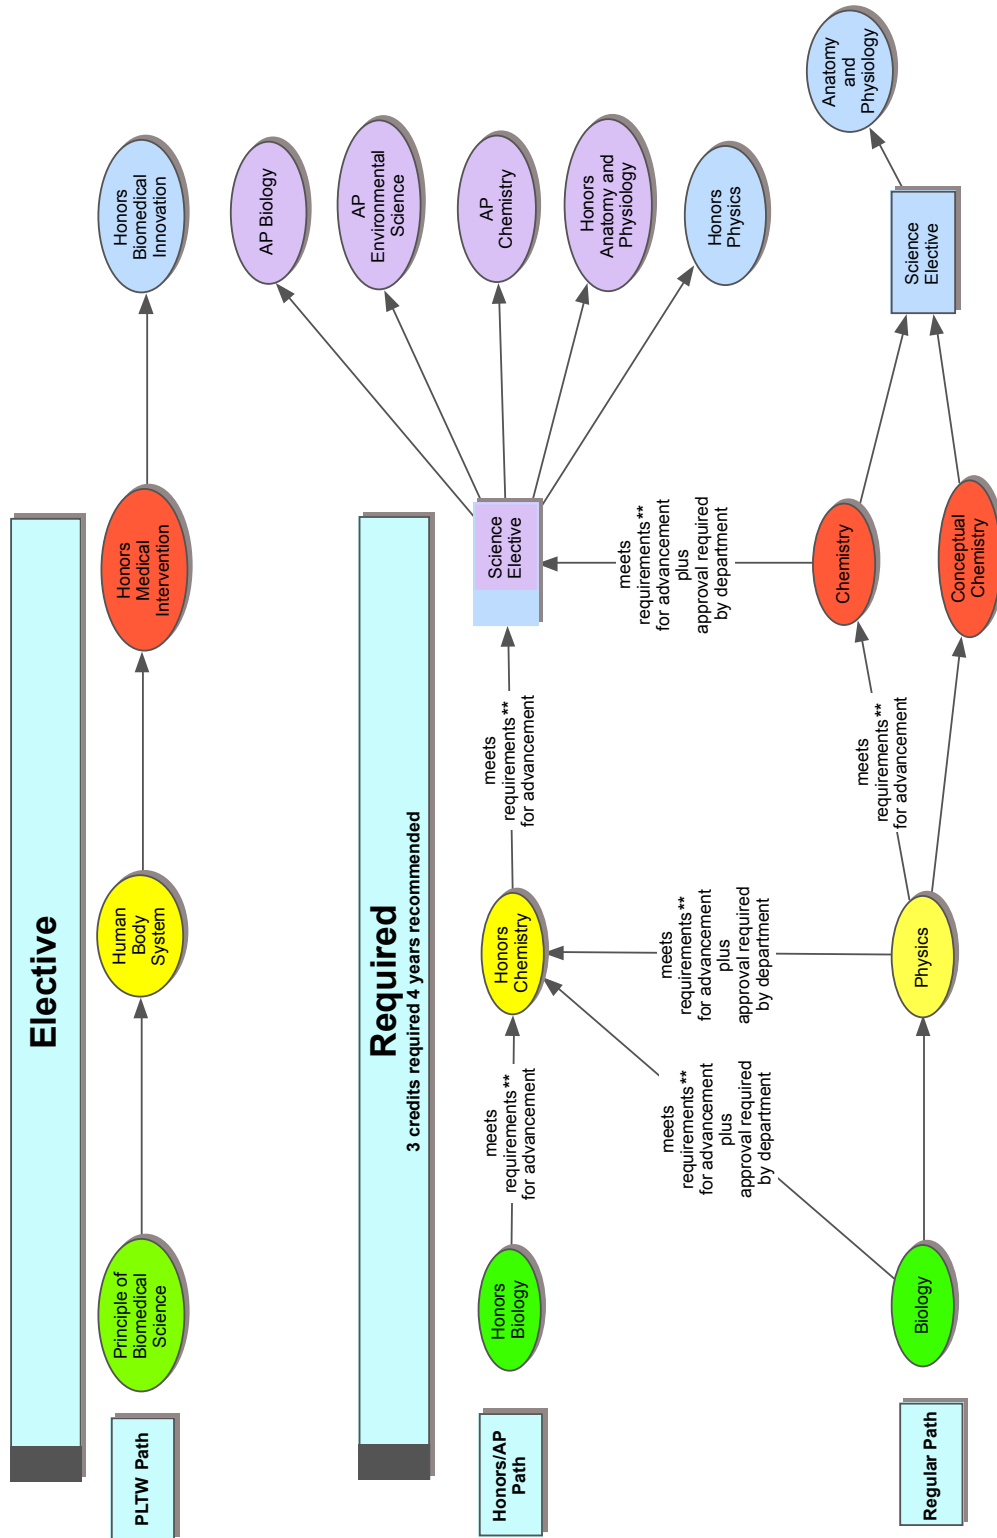 Elective
PLTW Path
Principle of
Biomedical
Science
Human
Body
System
Honors
Medical
Intervention
Honors
Biomedical
Innovation
Required
3 credits required 4 years recommended
Honors/AP
Path
Honors
Biology
meets
requirements**
for advancement
Honors
Chemistry
meets
requirements**
for advancement
Science
Elective
AP Biology
AP
Environmental
Science
AP
Chemistry
Honors
Anatomy and
Physiology
Honors
Physics
meets
requirements**
for advancement
plus
approval required
by department
meets
requirements**
for advancement
plus
approval required
by department
meets
requirements**
for advancement
plus
approval required
by department
Regular Path
Biology
Physics
meets
requirements**
for advancement
Chemistry
Conceptual
Chemistry
Science
Elective
Anatomy
and
Physiology